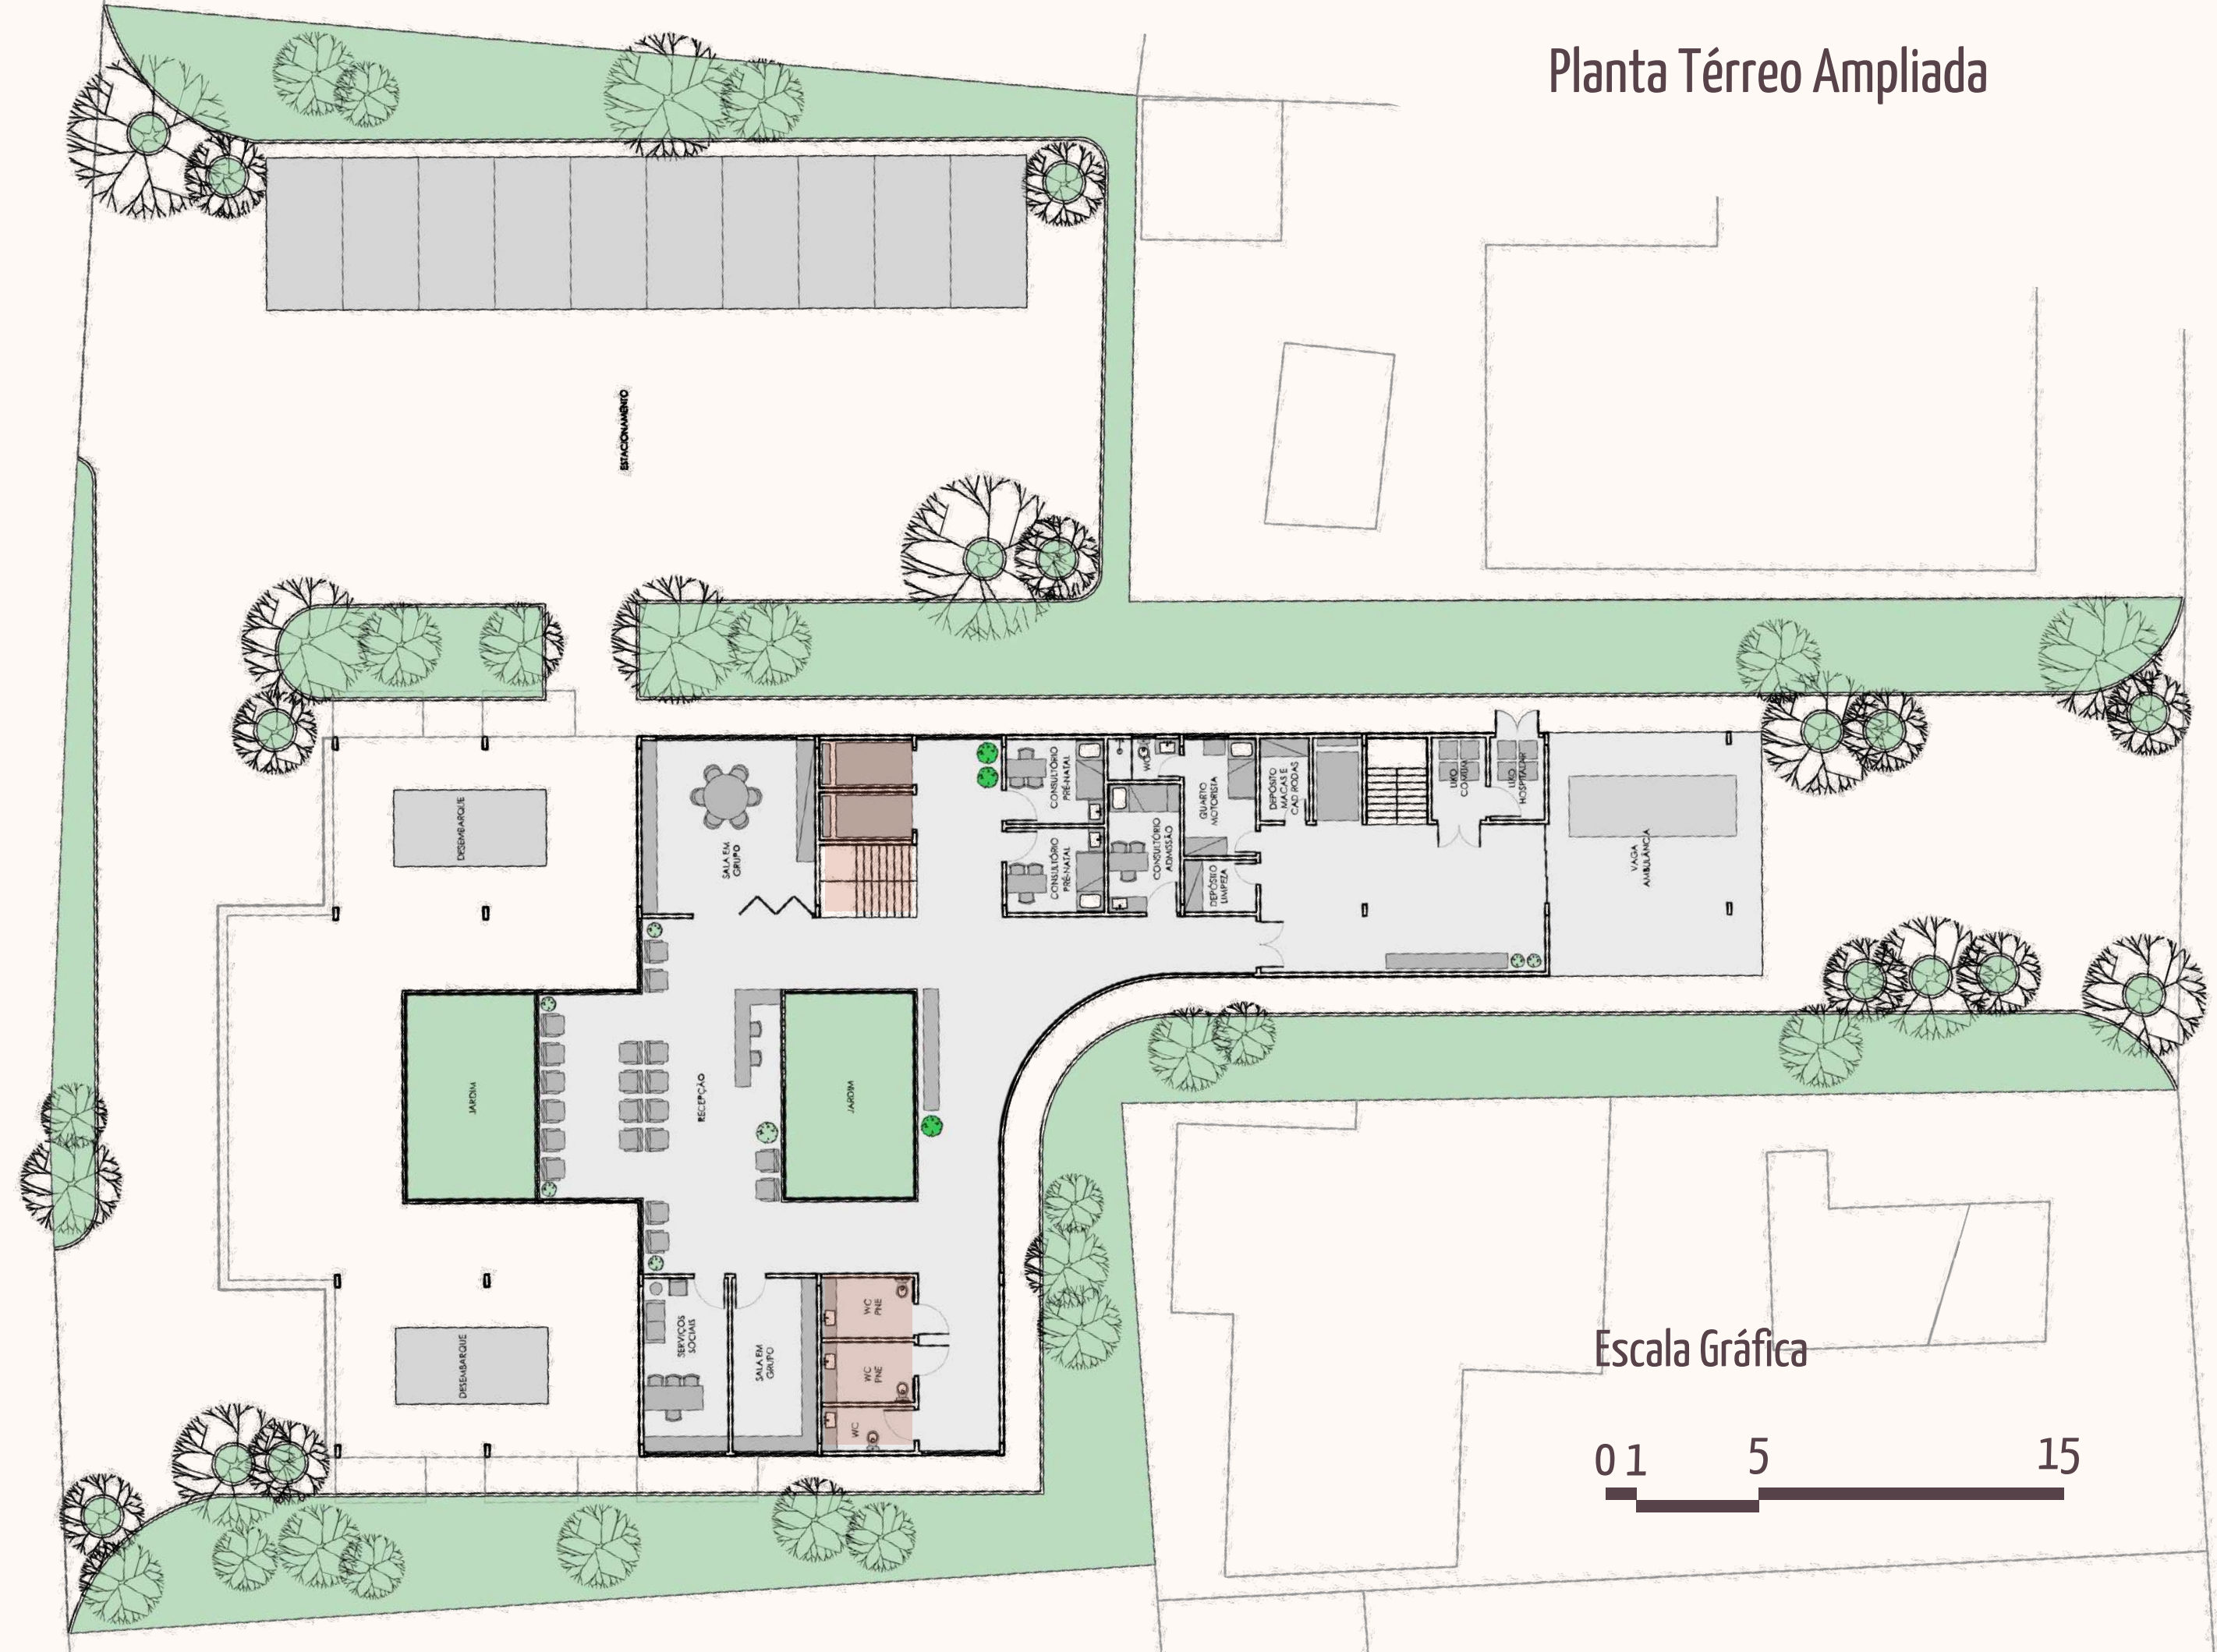 Planta Térreo Ampliada
ESTACIONAMENTO
DESEMBARQUE
SALA EM
GRUPO
CONSULTÓRIO
PRÉ-NATAL
CONSULTÓRIO
PRÉ-NATAL
WC
CONSULTÓRIO
ADMISSÃO
QUARTO
MOTORISTA
DEPÓSITO
LIMPEZA
DEPÓSITO
MACAS E
CAD RODAS
LIXO
COMUM
LIXO
HOSPITALAR
VAGA
AMBULÂNCIA
JARDIM
RECEPÇÃO
JARDIM
DESEMBARQUE
SERVIÇOS
SOCIAIS
SALA EM
GRUPO
WC
PNE
WC
PNE
WC
Escala Gráfica
0 1 5 15